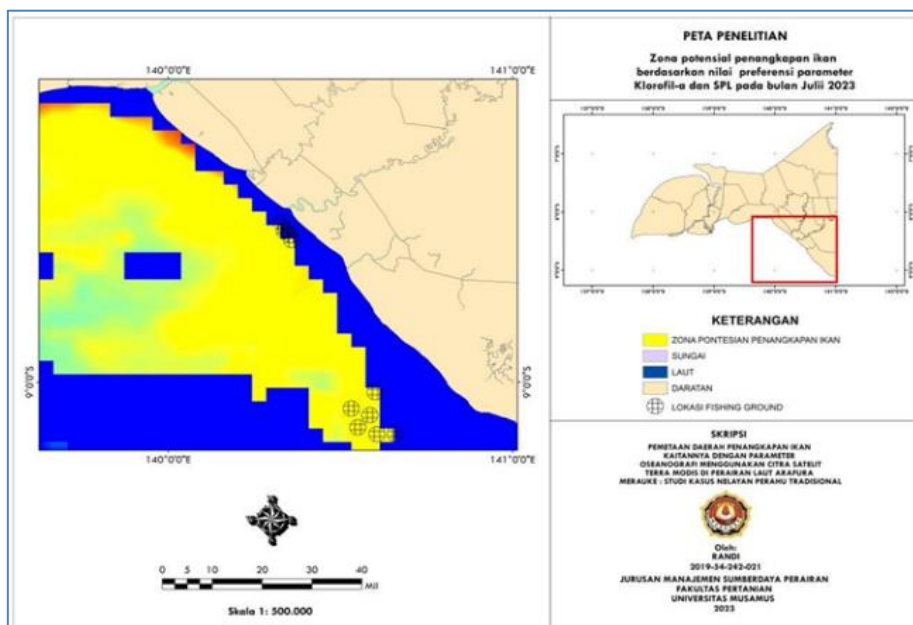 PETA PENELITIAN
Zona potensial penangkapan ikan
berdasarkan nilai preferensi parameter
Klorofil-a dan SPL pada bulan Julii 2023
140°0'0"E
141°0'0"E
9°0'0"S
9°0'0"S
140°0'0"E
141°0'0"E
0 5 10 20 30 40
Mil
Skala 1: 500.000
KETERANGAN
ZONA PONTESIAN PENANGKAPAN IKAN
SUNGAI
LAUT
DARATAN
LOKASI FISHING GROUND
SKRIPSI
PEMETAAN DAERAH PENANGKAPAN IKAN
KAITANNYA DENGAN PARAMETER
OSEANOGRAFI MENGGUNAKAN CITRA SATELIT
TERRA MODIS DI PERAIRAN LAUT ARAFURA
MERAUKE : STUDI KASUS NELAYAN PERAHU TRADISIONAL
Oleh:
RANDI
2019-54-242-021
JURUSAN MANAJEMEN SUMBERDAYA PERAIRAN
FAKULTAS PERTANIAN
UNIVERSITAS MUSAMUS
2023